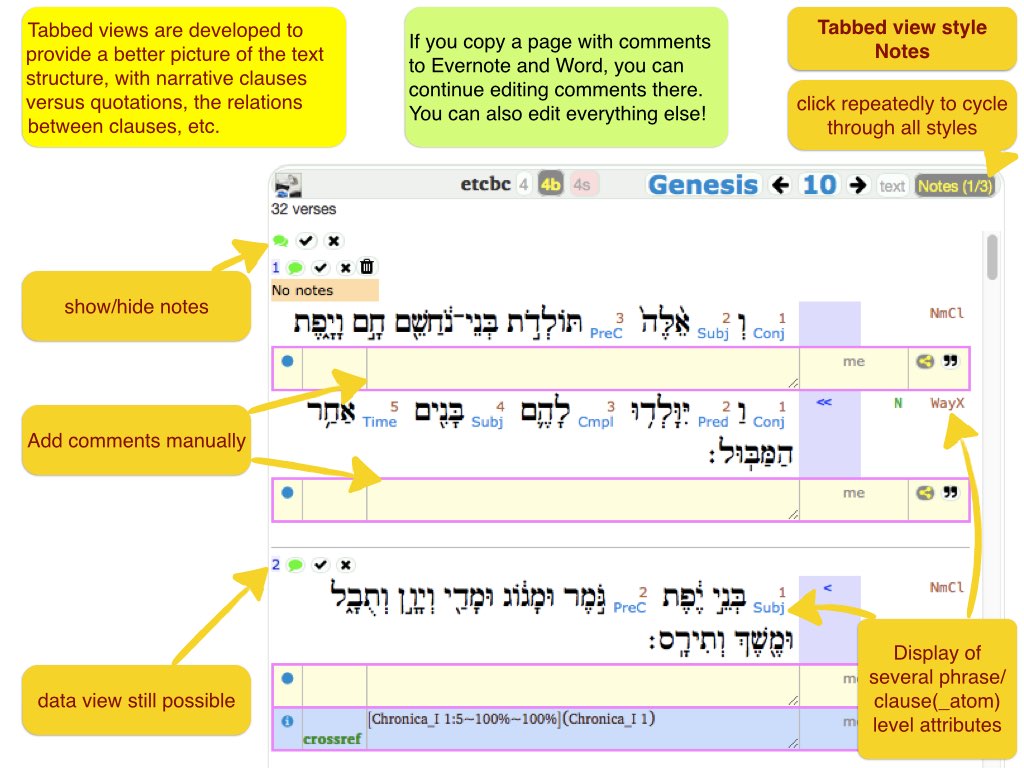 Tabbed views are developed to
provide a better picture of the text
structure, with narrative clauses
versus quotations, the relations
between clauses, etc.
If you copy a page with comments
to Evernote and Word, you can
continue editing comments there.
You can also edit everything else!
Tabbed view style
Notes
click repeatedly to cycle
through all styles
etcbc 4 4b 4s Genesis 10 text Notes (1/3)
32 verses
show/hide notes
1
No notes
וְ 1 Conj אֵ֙לֶּה֙ 2 Subj תּוֹלְדֹ֣ת בְּנֵי־נֹ֔חַ שֵׁ֖ם חָ֣ם וָיָ֑פֶת 3 PreC NmCl
me
Add comments manually
וַ 1 Conj יִּוָּלְד֥וּ 2 Pred לָהֶ֛ם 3 Cmpl בָּנִ֖ים 4 Subj אַחַ֥ר 5 Time << N WayX
הַמַּבּֽוּל׃
me
2
בְּנֵ֣י יֶ֔פֶת 1 Subj גֹּ֣מֶר וּמָג֔וֹג וּמָדַ֖י וְיָוָ֣ן וְתֻבָ֑ל 2 PreC < NmCl
וּמֶ֖שֶׁךְ וְתִירָֽס׃
data view still possible
Display of
several phrase/
clause(_atom)
level attributes
me
crossref [Chronica_I 1:5~100%~100%](Chronica_I 1) me